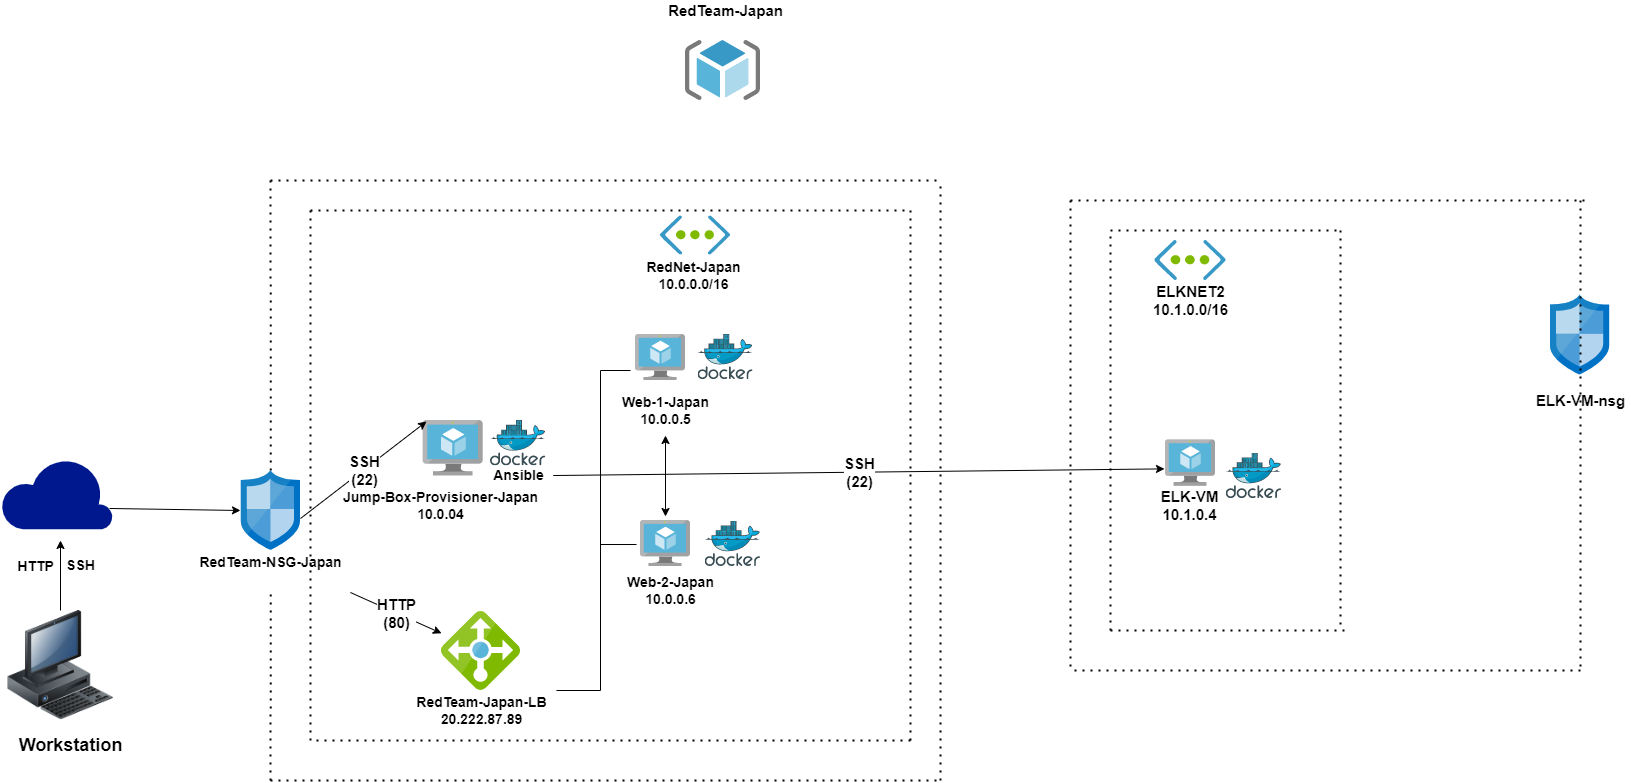 RedTeam-Japan
RedNet-Japan
10.0.0.0/16
ELKNET2
10.1.0.0/16
docker
Web-1-Japan
10.0.0.5
ELK-VM-nsg
docker
Ansible
SSH
(22)
Jump-Box-Provisioner-Japan
10.0.04
SSH
(22)
docker
ELK-VM
10.1.0.4
RedTeam-NSG-Japan
HTTP
SSH
docker
Web-2-Japan
10.0.0.6
HTTP
(80)
RedTeam-Japan-LB
20.222.87.89
Workstation